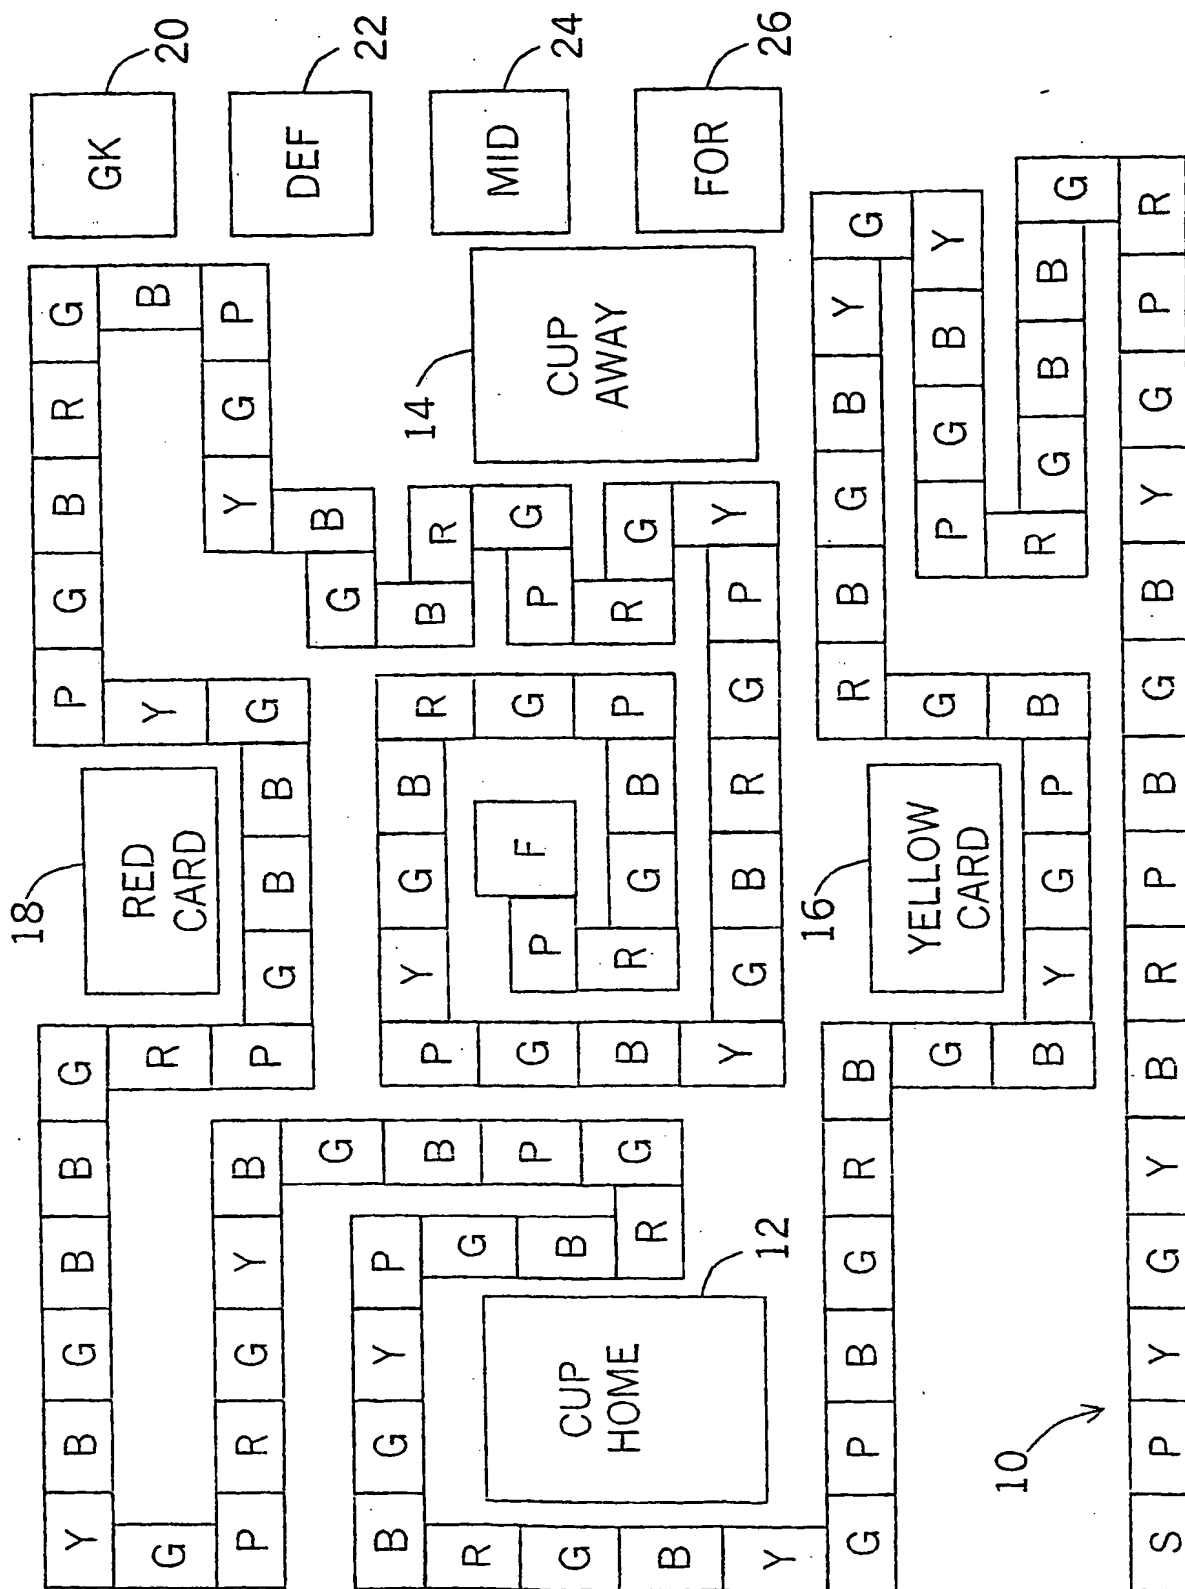 18
Y B G B B G P G B R G
GK
RED
CARD
G R Y B
20
P R G Y B P G B B G Y G P
DEF
22
G B G
14
B G Y P B P Y G B R B R
R G
MID
CUP
HOME
CUP
AWAY
24
G B P G P F G P G
B R G B R G B P R G
FOR
12
Y Y G B R G P Y
26
16
G P B G R B R B G B Y G
YELLOW
CARD
G G P G B Y
10
B Y G P B R G B B G
S P Y G Y B R P B G B Y G P R